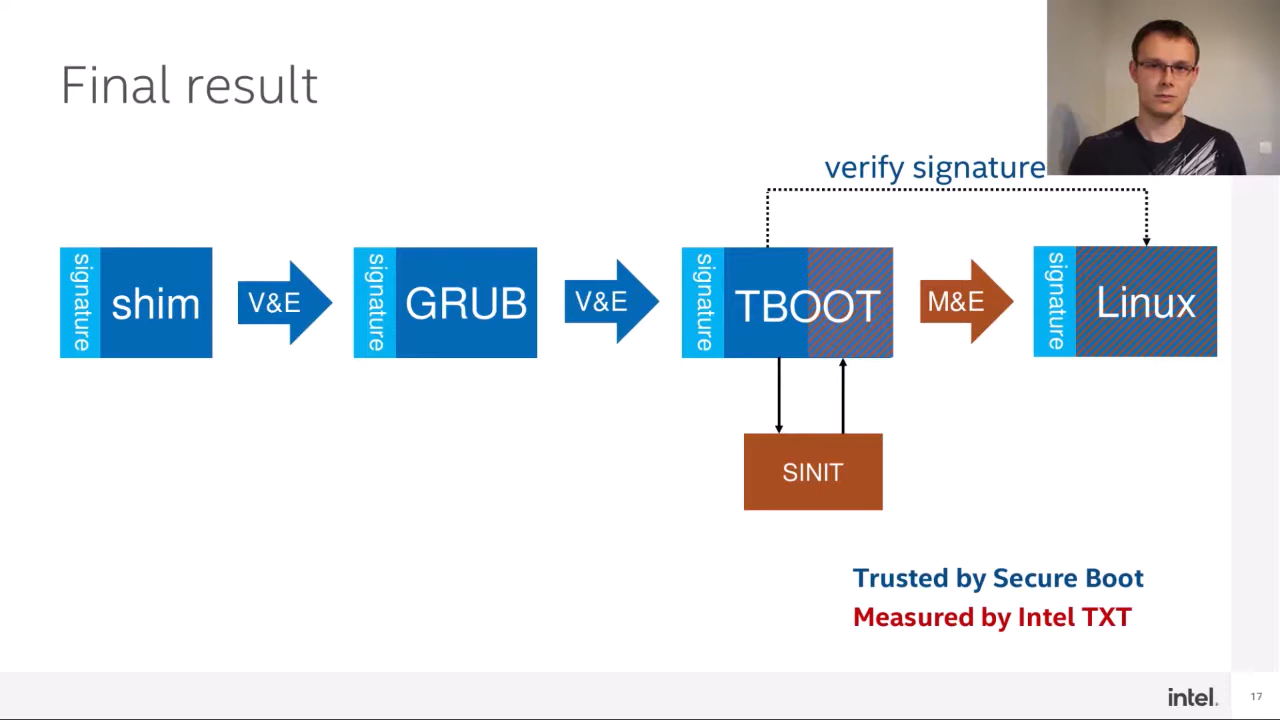 Final result
verify signature
signature
shim
V&E
signature
GRUB
V&E
signature
TBOOT
M&E
signature
Linux
SINIT
Trusted by Secure Boot
Measured by Intel TXT
intel.
17